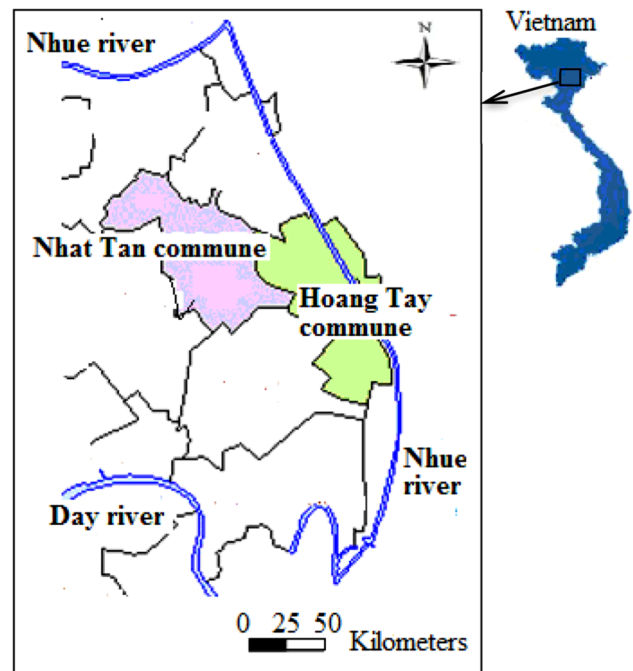 Vietnam
Nhue river
N
Nhat Tan commune
Hoang Tay
commune
Nhue
river
Day river
0 25 50
Kilometers